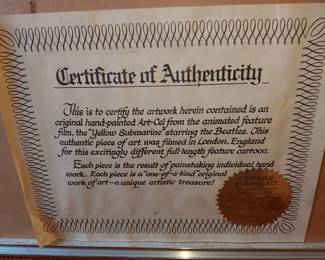 Certificate of Authenticity
This is to certify the artwork herein contained is an
original hand-painted Art-Cel from the animated feature
film, the "Yellow Submarine" starring the Beatles. This
authentic piece of art was filmed in London, England
for this excitingly different full-length feature cartoon.
Each piece is the result of painstaking individual hand
work. Each piece is a "one-of-a-kind" original
work of art—a unique artistic treasure!